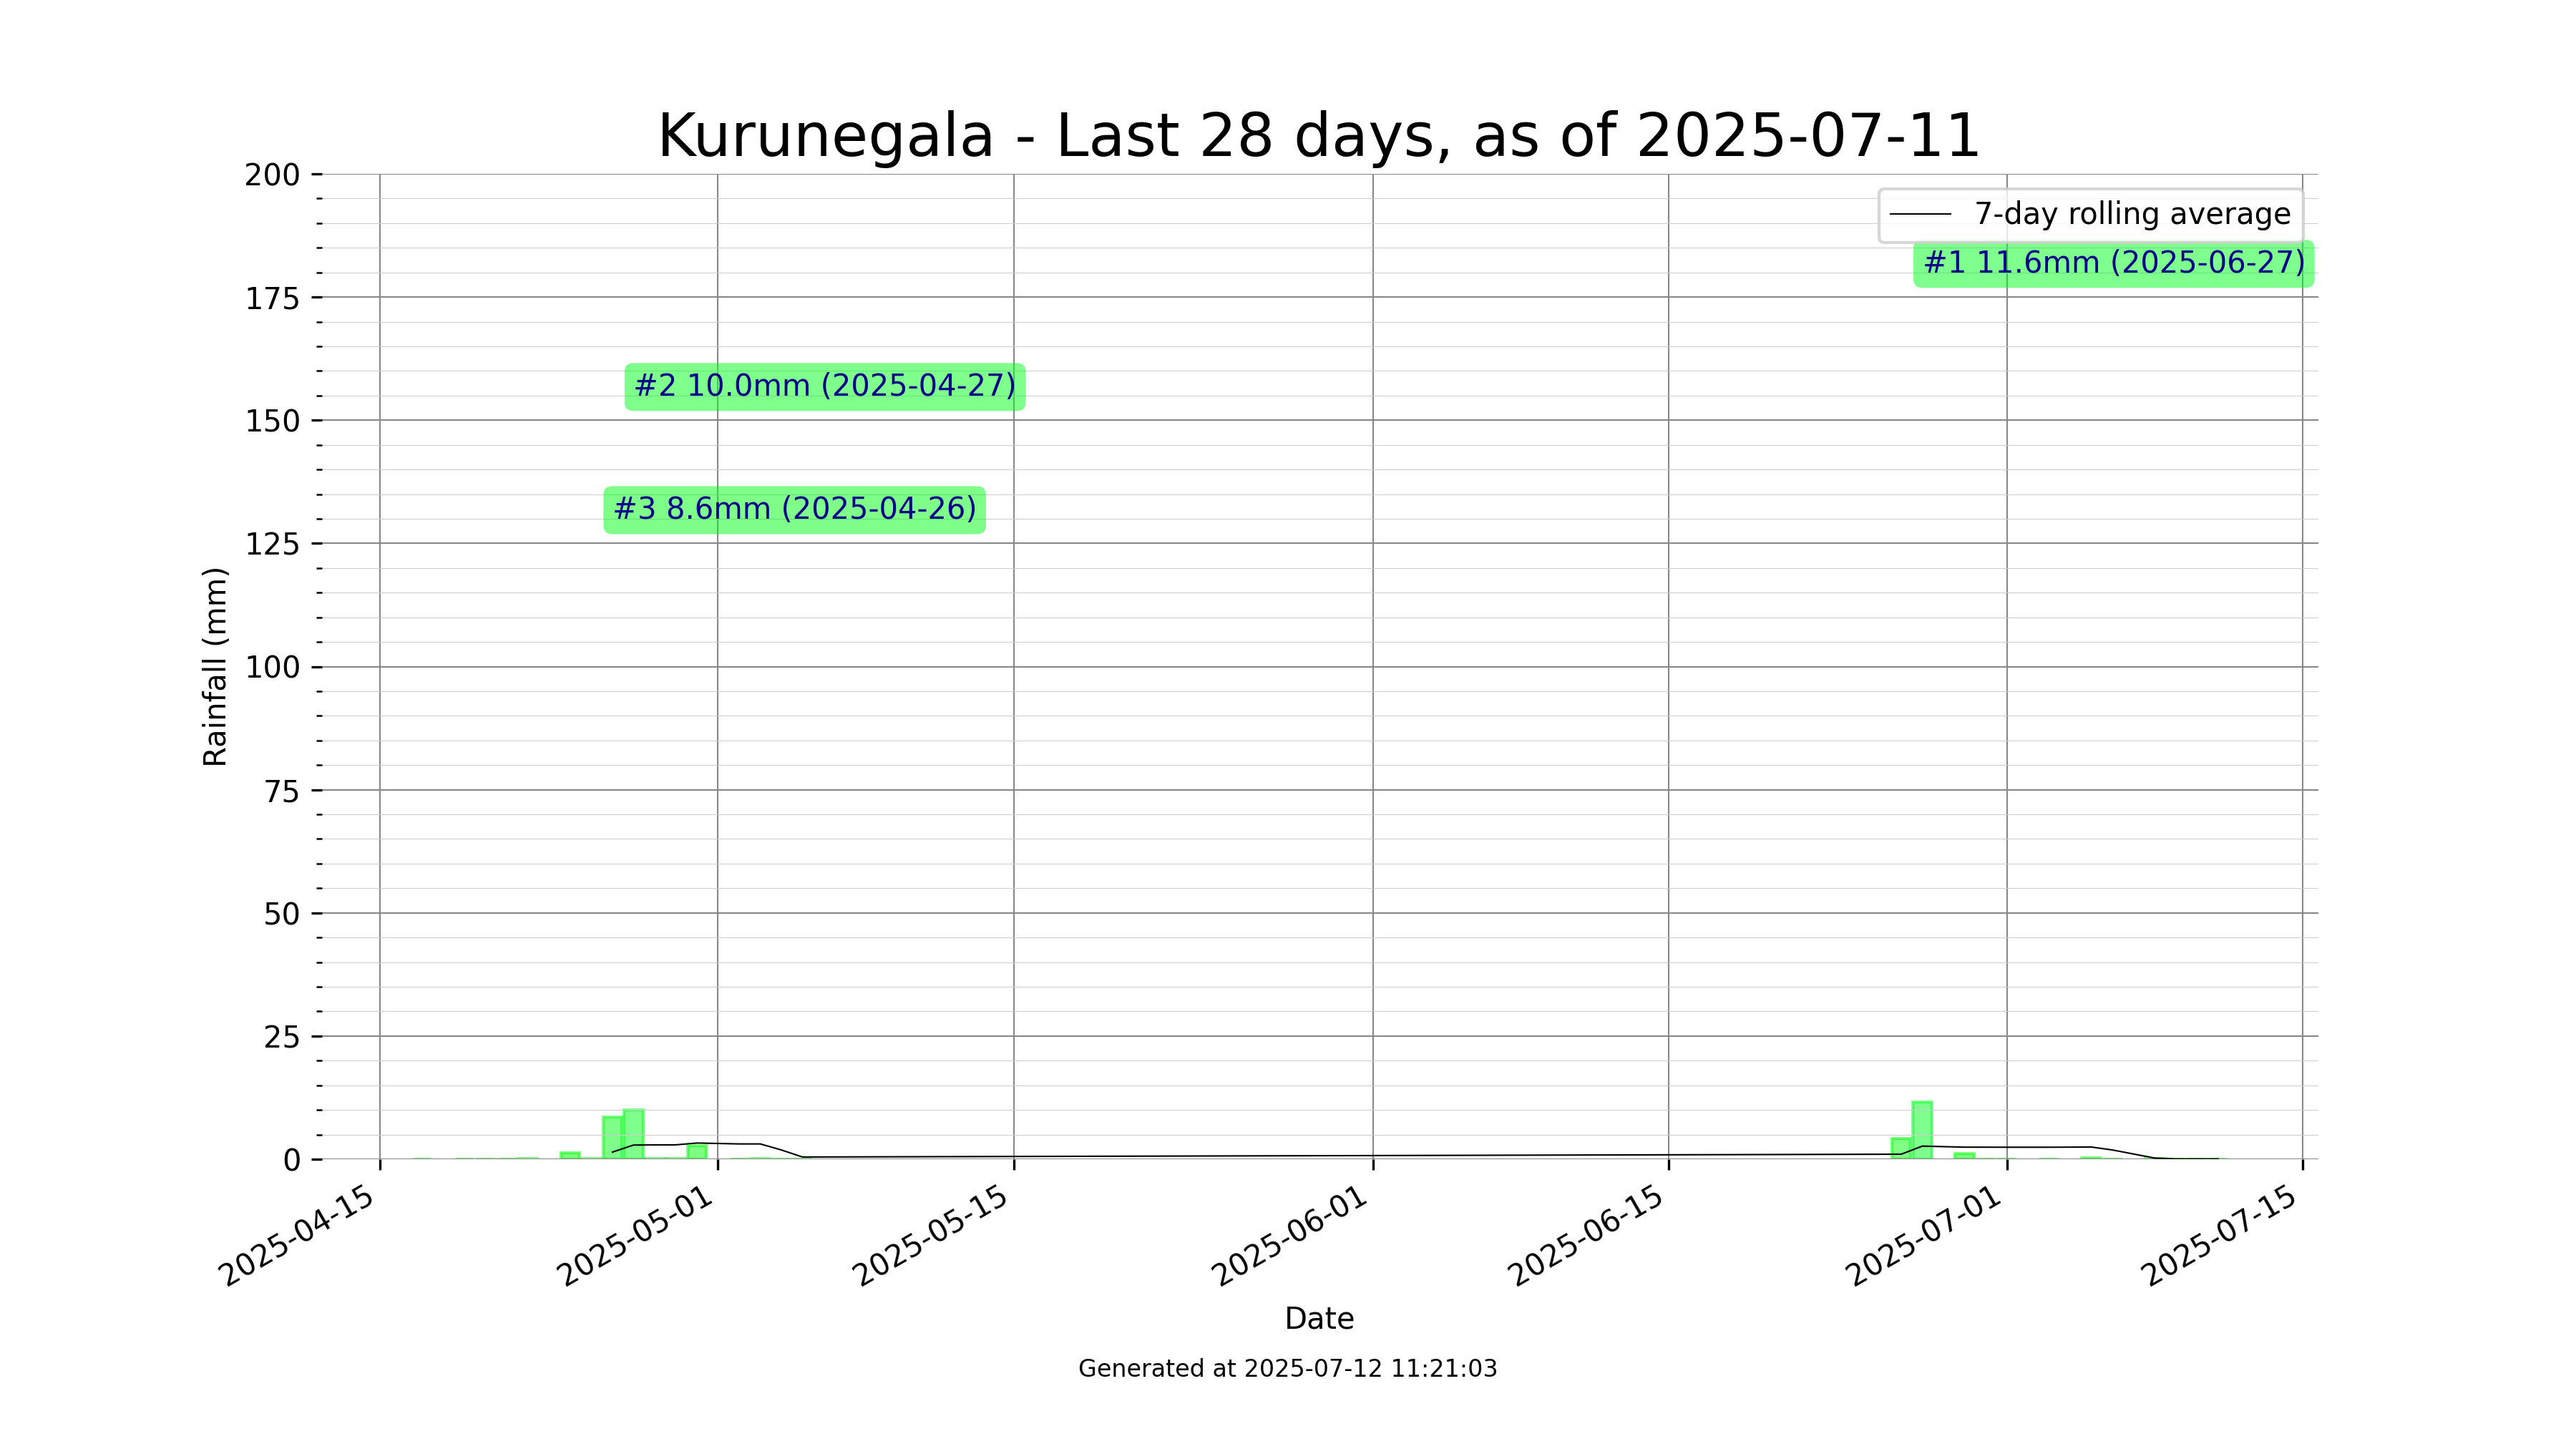 Kurunegala - Last 28 days, as of 2025-07-11
200
175
150
125
100
75
50
25
0
Rainfall (mm)
7-day rolling average
#1 11.6mm (2025-06-27)
#2 10.0mm (2025-04-27)
#3 8.6mm (2025-04-26)
2025-04-15
2025-05-01
2025-05-15
2025-06-01
2025-06-15
2025-07-01
2025-07-15
Date
Generated at 2025-07-12 11:21:03